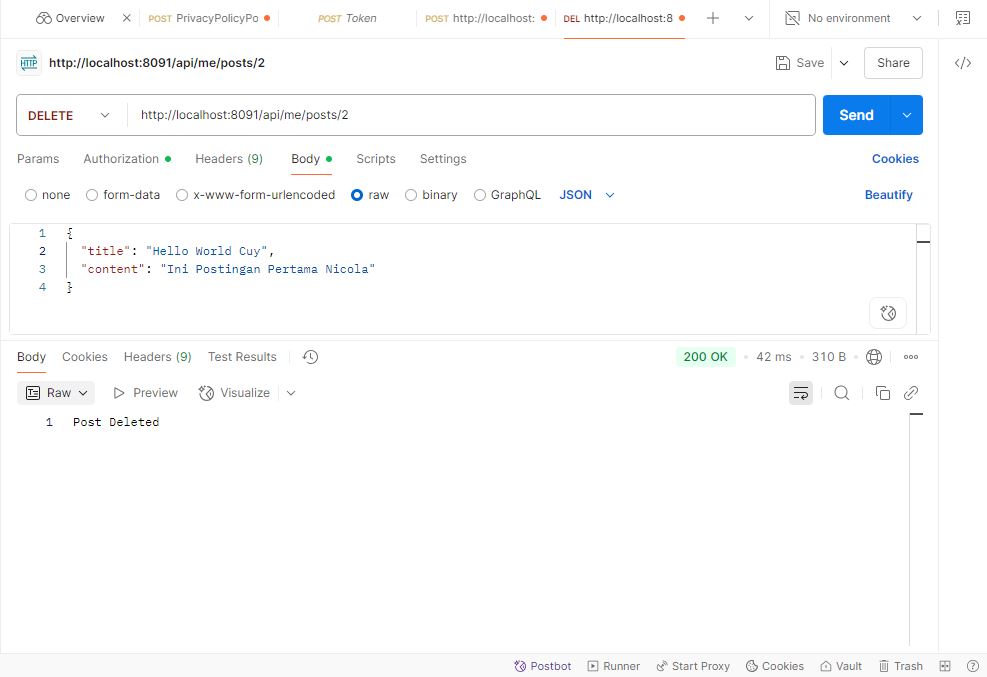 Overview
POST PrivacyPolicyPo
POST Token
POST http://localhost:
DEL http://localhost:8
No environment
HTTP http://localhost:8091/api/me/posts/2
Save
Share
DELETE http://localhost:8091/api/me/posts/2
Send
Params Authorization Headers (9) Body Scripts Settings Cookies
none form-data x-www-form-urlencoded raw binary GraphQL JSON Beautify
1 {
2 "title": "Hello World Cuy",
3 "content": "Ini Postingan Pertama Nicola"
4 }
Body Cookies Headers (9) Test Results 200 OK • 42 ms • 310 B •
Raw Preview Visualize
1 Post Deleted
Postbot Runner Start Proxy Cookies Vault Trash